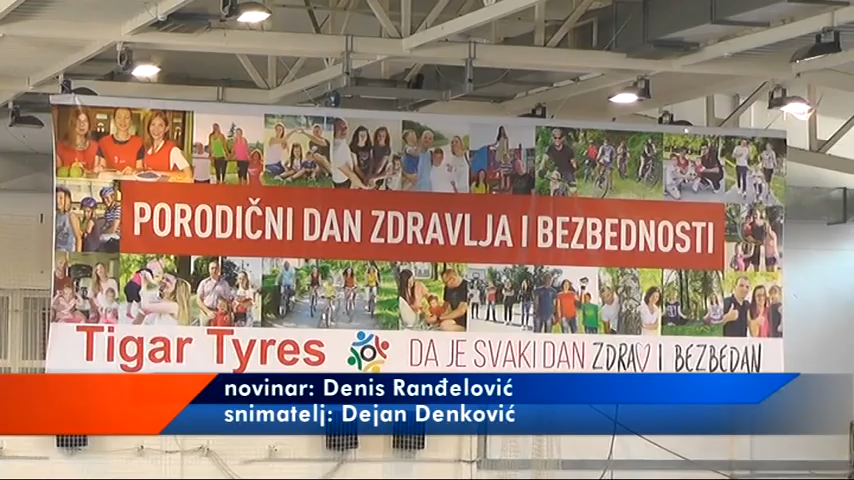 PORODIČNI DAN ZDRAVLJA I BEZBEDNOSTI
Tigar Tyres
DA JE SVAKI DAN ZDRAV I BEZBEDAN
novinar: Denis Ranđelović
snimatelj: Dejan Denković